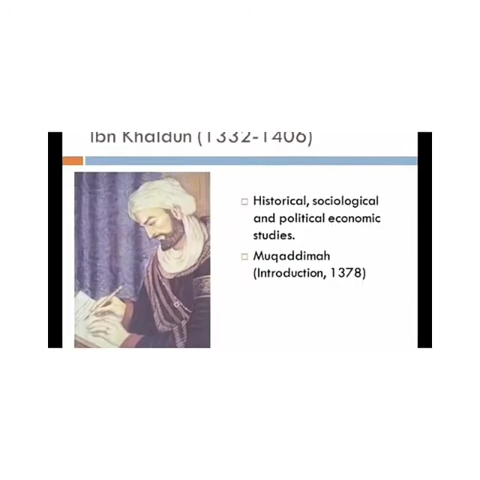 Ibn Khaldun (1332-1406)
Historical, sociological
and political economic
studies.
Muqaddimah
(Introduction, 1378)